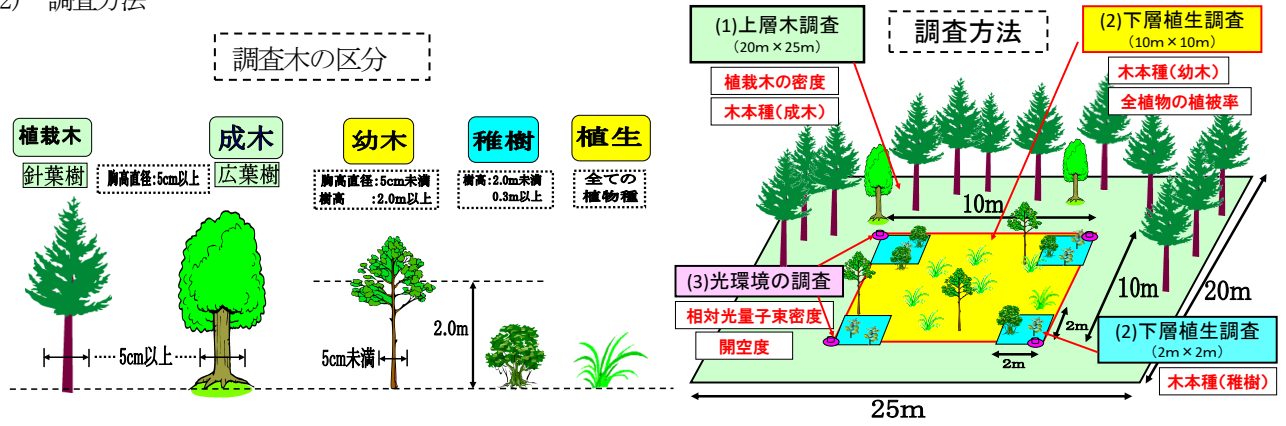 2) 調査方法
調査木の区分
植栽木
針葉樹
胸高直径:5cm以上
成木
広葉樹
幼木
胸高直径:5cm未満
樹高 :2.0m以上
稚樹
樹高:2.0m未満
0.3m以上
植生
全ての
植物種
5cm以上
5cm未満
2.0m
調査方法
(1)上層木調査
(20m×25m)
植栽木の密度
木本種(成木)
(2)下層植生調査
(10m×10m)
木本種(幼木)
全植物の植被率
10m
10m
20m
(3)光環境の調査
相対光量子束密度
開空度
2m
2m
(2)下層植生調査
(2m×2m)
木本種(稚樹)
25m